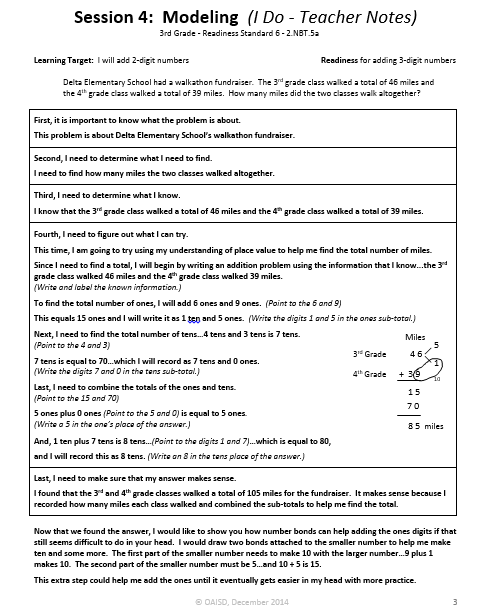 Session 4: Modeling (I Do - Teacher Notes)
3rd Grade - Readiness Standard 6 - 2.NBT.5a
Learning Target: I will add 2-digit numbers Readiness for adding 3-digit numbers
Delta Elementary School had a walkathon fundraiser. The 3rd grade class walked a total of 46 miles and
the 4th grade class walked a total of 39 miles. How many miles did the two classes walk altogether?
First, it is important to know what the problem is about.
This problem is about Delta Elementary School's walkathon fundraiser.
Second, I need to determine what I need to find.
I need to find how many miles the two classes walked altogether.
Third, I need to determine what I know.
I know that the 3rd grade class walked a total of 46 miles and the 4th grade class walked a total of 39 miles.
Fourth, I need to figure out what I can try.
This time, I am going to try using my understanding of place value to help me find the total number of miles.
Since I need to find a total, I will begin by writing an addition problem using the information that I know...the 3rd
grade class walked 46 miles and the 4th grade class walked 39 miles.
(Write and label the known information.)
To find the total number of ones, I will add 6 ones and 9 ones. (Point to the 6 and 9)
This equals 15 ones and I will write it as 1 ten and 5 ones. (Write the digits 1 and 5 in the ones sub-total.)
Next, I need to find the total number of tens...4 tens and 3 tens is 7 tens.
(Point to the 4 and 3)
7 tens is equal to 70...which I will record as 7 tens and 0 ones.
(Write the digits 7 and 0 in the tens sub-total.)
Last, I need to combine the totals of the ones and tens.
(Point to the 15 and 70)
5 ones plus 0 ones (Point to the 5 and 0) is equal to 5 ones.
(Write a 5 in the one's place of the answer.)
And, 1 ten plus 7 tens is 8 tens...(Point to the digits 1 and 7)...which is equal to 80,
and I will record this as 8 tens. (Write an 8 in the tens place of the answer.)
Miles
5
3rd Grade 4 6
1
4th Grade + 3 9
10
1 5
7 0
8 5 miles
Last, I need to make sure that my answer makes sense.
I found that the 3rd and 4th grade classes walked a total of 105 miles for the fundraiser. It makes sense because I
recorded how many miles each class walked and combined the sub-totals to help me find the total.
Now that we found the answer, I would like to show you how number bonds can help adding the ones digits if that
still seems difficult to do in your head. I would draw two bonds attached to the smaller number to help me make
ten and some more. The first part of the smaller number needs to make 10 with the larger number...9 plus 1
makes 10. The second part of the smaller number must be 5...and 10 + 5 is 15.
This extra step could help me add the ones until it eventually gets easier in my head with more practice.
© OAISD, December 2014 3